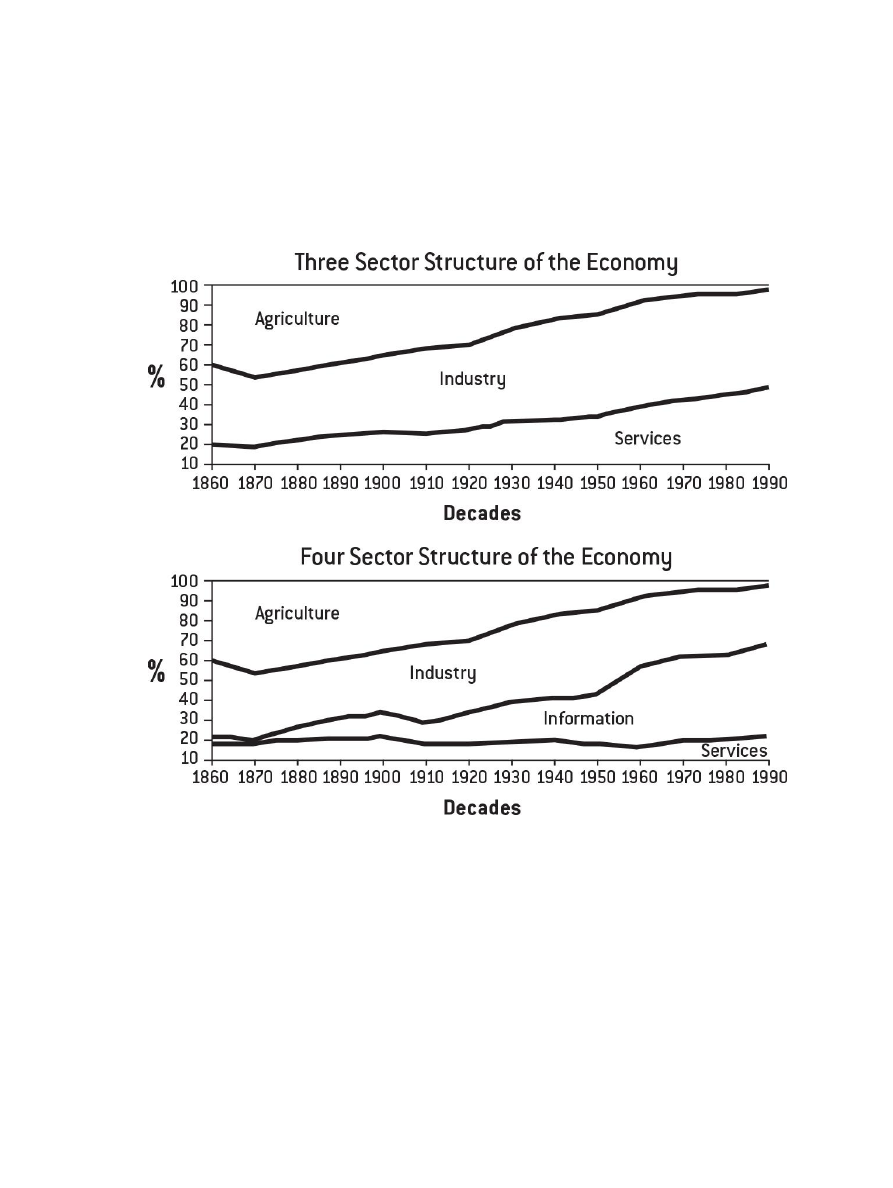 Three Sector Structure of the Economy
100
90
80
70
60
50
40
30
20
10
%
Agriculture
Industry
Services
1860 1870 1880 1890 1900 1910 1920 1930 1940 1950 1960 1970 1980 1990
Decades
Four Sector Structure of the Economy
100
90
80
70
60
50
40
30
20
10
%
Agriculture
Industry
Information
Services
1860 1870 1880 1890 1900 1910 1920 1930 1940 1950 1960 1970 1980 1990
Decades